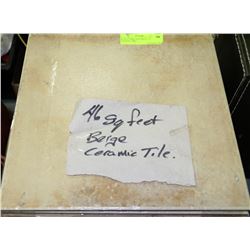 46 Sq feet
Beige
Ceramic Tile.